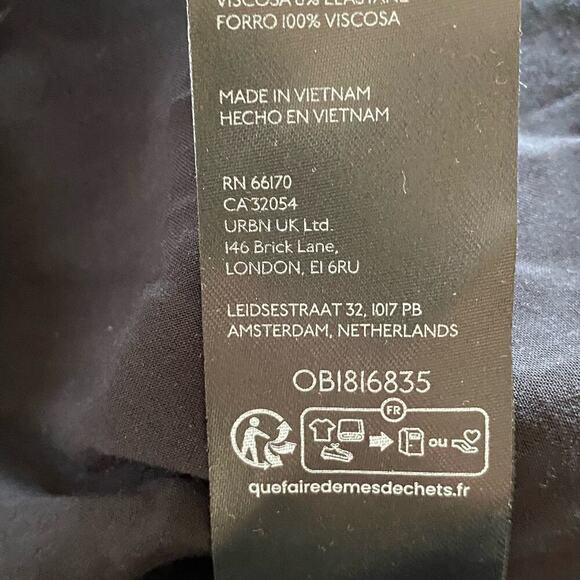 FORRO 100% VISCOSA
MADE IN VIETNAM
HECHO EN VIETNAM
RN 66170
CA 32054
URBN UK Ltd.
146 Brick Lane,
LONDON, E1 6RU
LEIDSESTRAAT 32, 1017 PB
AMSTERDAM, NETHERLANDS
OB1816835
FR
ou
quefairedemesdechets.fr